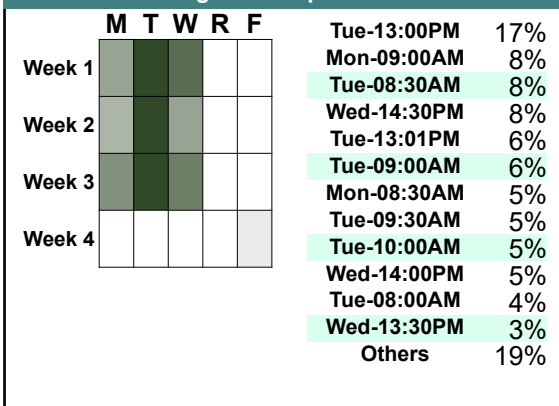 M T W R F
Week 1
Week 2
Week 3
Week 4
Tue-13:00PM 17%
Mon-09:00AM 8%
Tue-08:30AM 8%
Wed-14:30PM 8%
Tue-13:01PM 6%
Tue-09:00AM 6%
Mon-08:30AM 5%
Tue-09:30AM 5%
Tue-10:00AM 5%
Wed-14:00PM 5%
Tue-08:00AM 4%
Wed-13:30PM 3%
Others 19%